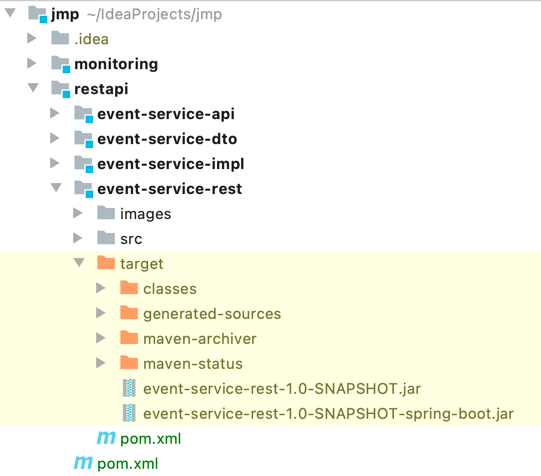 jmp ~/IdeaProjects/jmp
.idea
monitoring
restapi
event-service-api
event-service-dto
event-service-impl
event-service-rest
images
src
target
classes
generated-sources
maven-archiver
maven-status
event-service-rest-1.0-SNAPSHOT.jar
event-service-rest-1.0-SNAPSHOT-spring-boot.jar
m pom.xml
m pom.xml